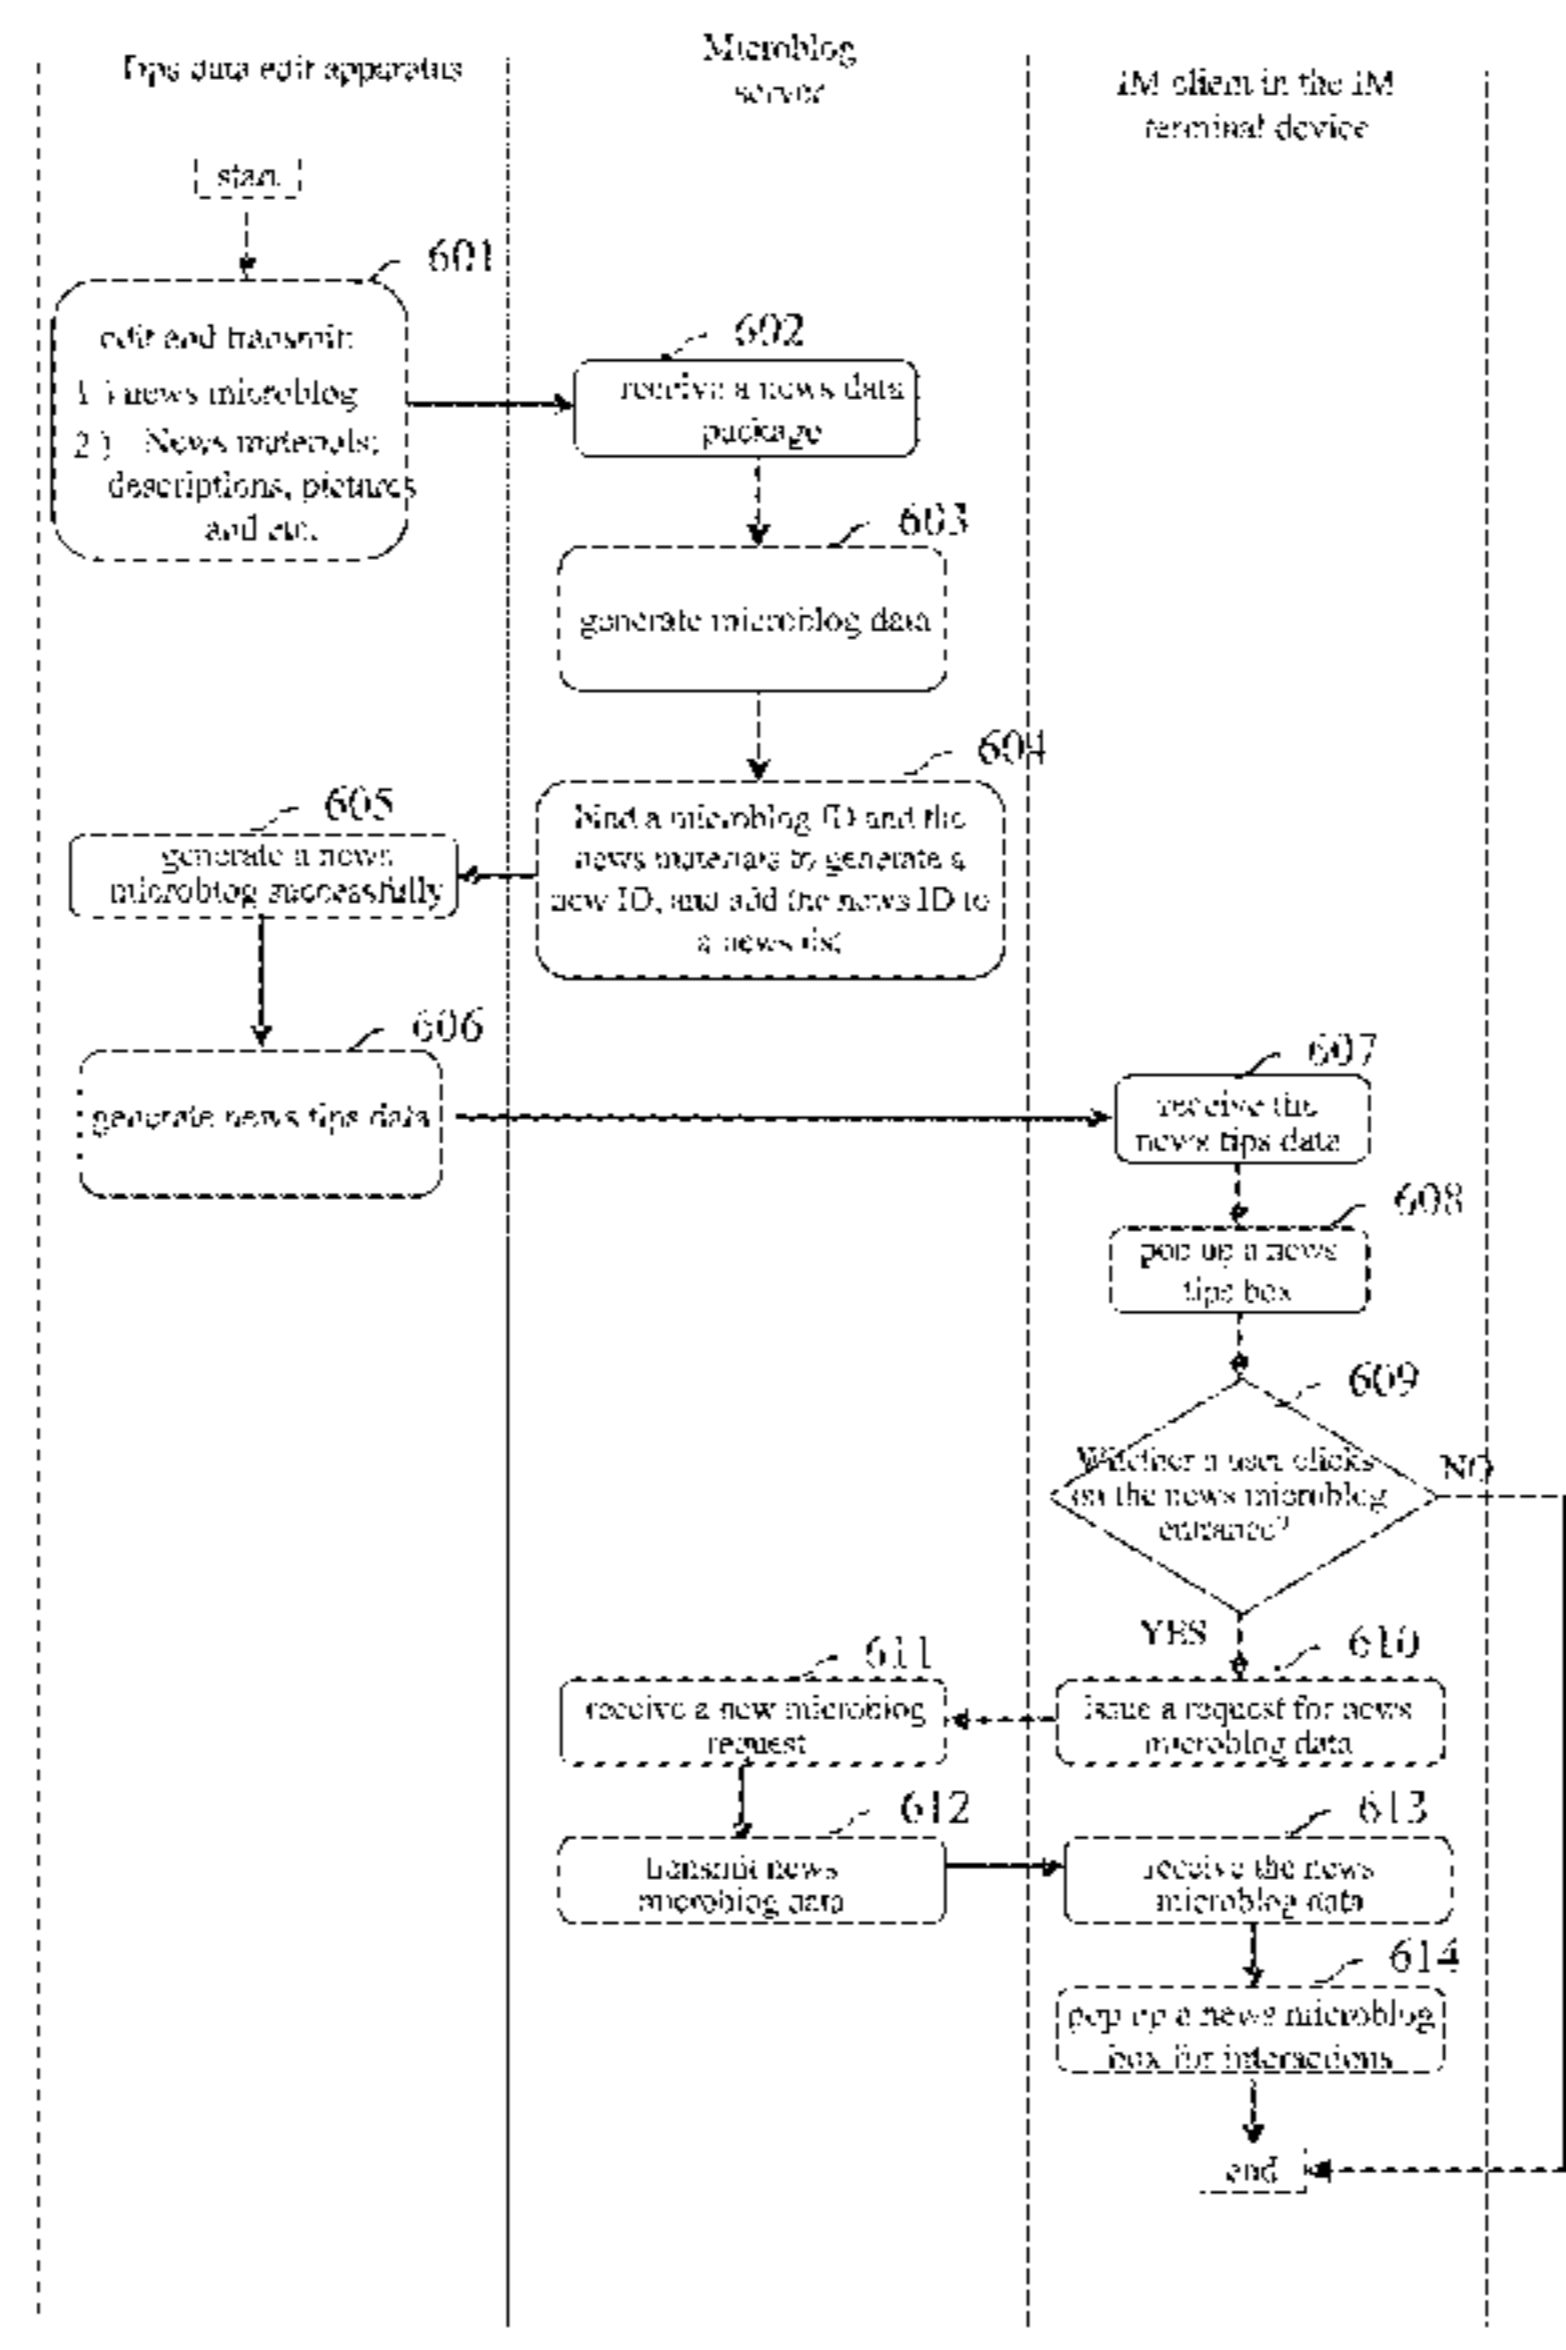 Tips data edit apparatus
Microblog
server
IM client in the IM
terminal device
start
601
edit and transmit:
1) news microblog
2) News materials:
descriptions, pictures
and etc.
602
receive a news data
package
603
generate microblog data
604
bind a microblog ID and the
news materials to generate a
new ID, and add the news ID to
a news list
605
generate a news
microblog successfully
606
generate news tips data
607
receive the
news tips data
608
pop up a news
tips box
609
Whether a user clicks
on the news microblog
entrance?
NO
YES
610
issue a request for news
microblog data
611
receive a new microblog
request
612
transmit news
microblog data
613
receive the news
microblog data
614
pop up a news microblog
box for interactions
end